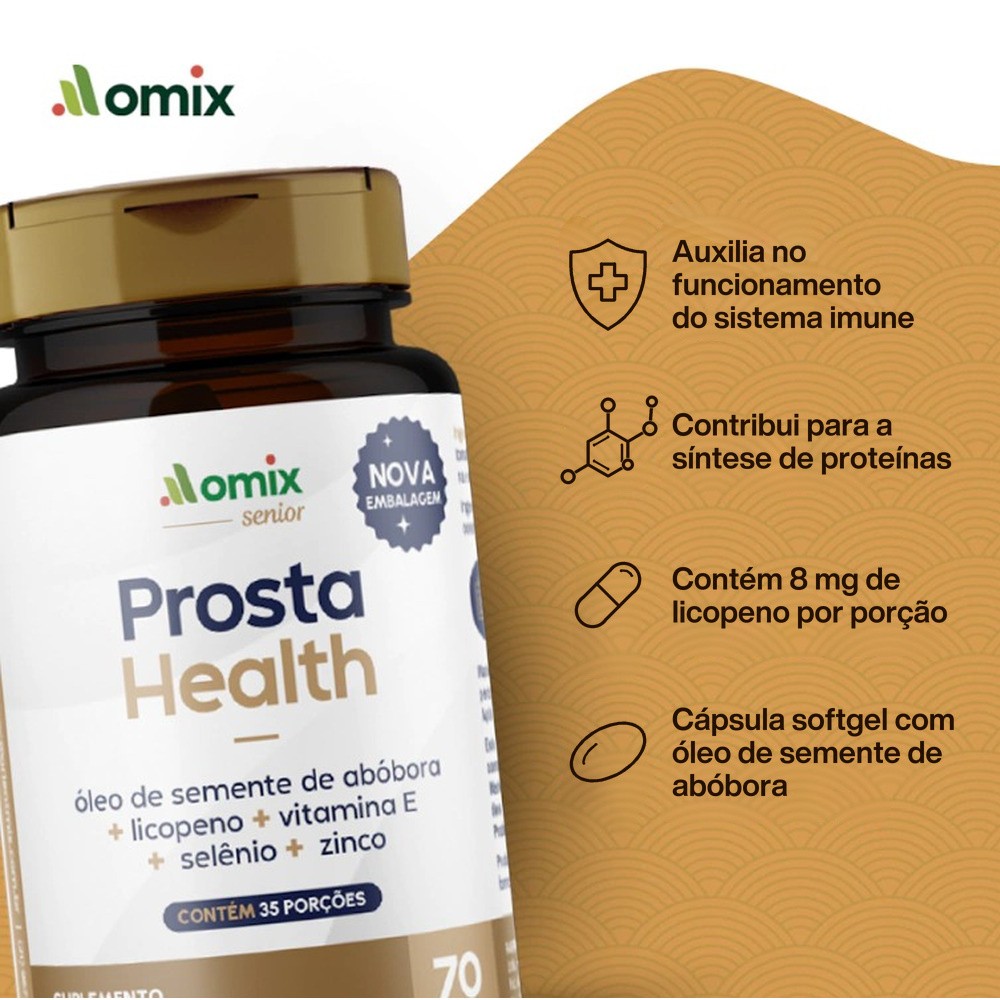 omix
Auxilia no
funcionamento
do sistema imune
Contribui para a
síntese de proteínas
Contém 8 mg de
licopeno por porção
Cápsula softgel com
óleo de semente de
abóbora
omix
senior
NOVA
EMBALAGEM
Prosta
Health
óleo de semente de abóbora
+ licopeno + vitamina E
+ selênio + zinco
CONTÉM 35 PORÇÕES
70
SUPLEMENTO